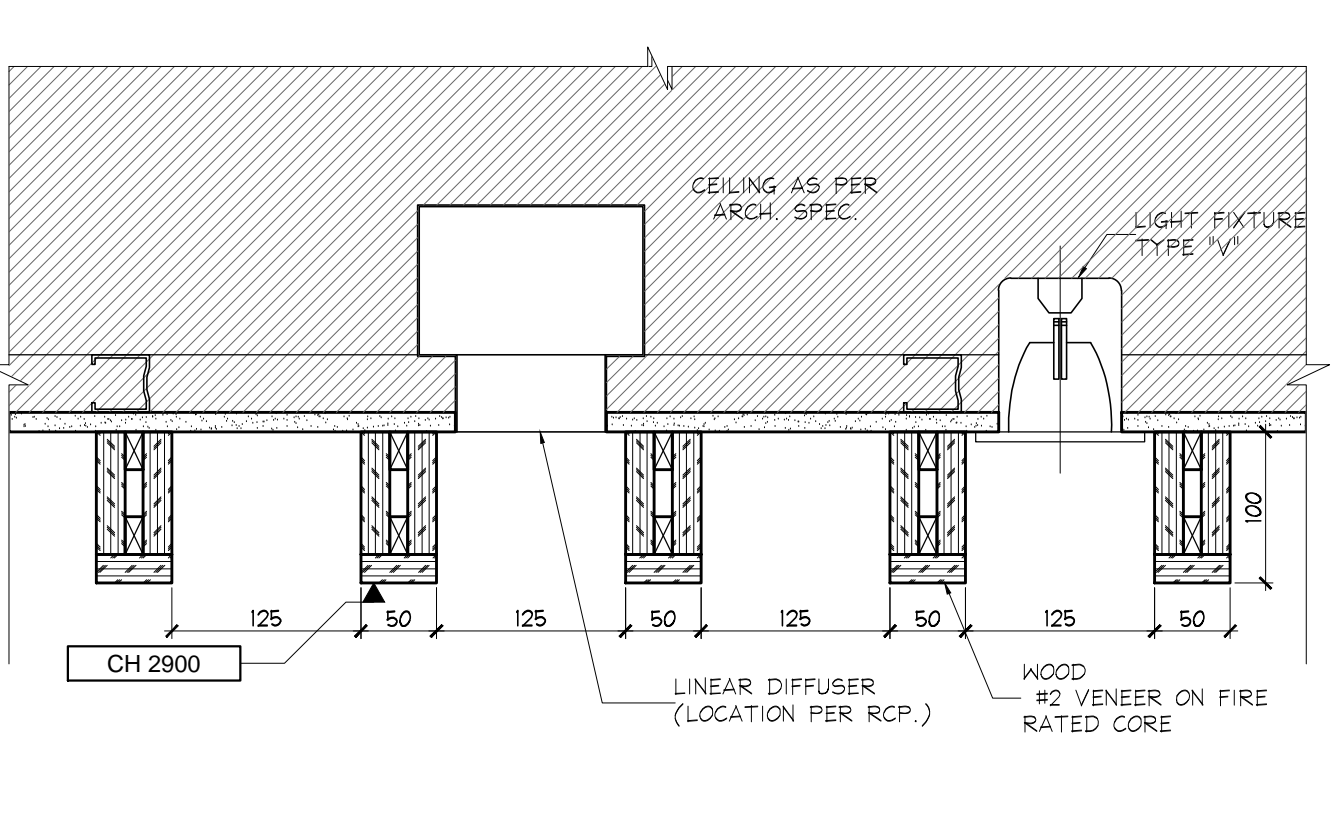 CEILING AS PER
ARCH. SPEC.
LIGHT FIXTURE
TYPE "V"
100
125
50
125
50
125
50
125
50
CH 2900
LINEAR DIFFUSER
(LOCATION PER RCP.)
WOOD
#2 VENEER ON FIRE
RATED CORE